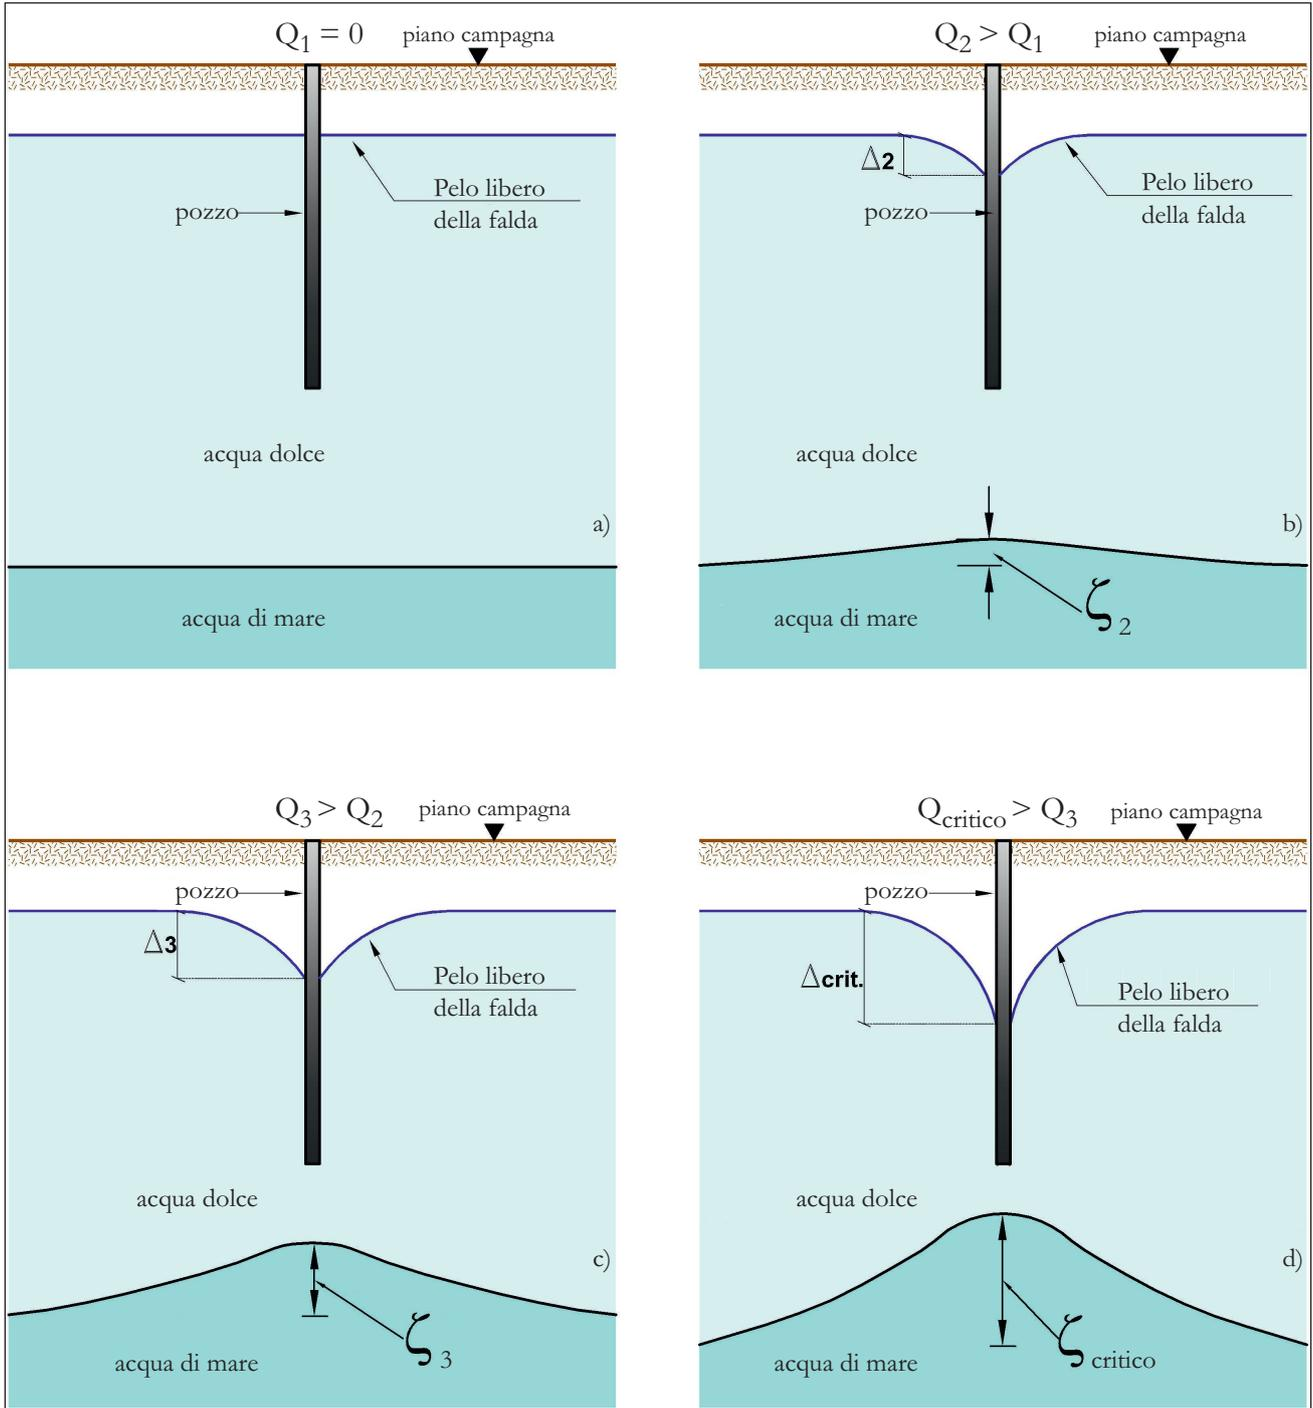 Q1 = 0
piano campagna
pozzo
Pelo libero
della falda
acqua dolce
a)
acqua di mare
Q2 > Q1
piano campagna
Δ2
pozzo
Pelo libero
della falda
acqua dolce
b)
acqua di mare
ζ2
Q3 > Q2
piano campagna
pozzo
Δ3
Pelo libero
della falda
acqua dolce
c)
acqua di mare
ζ3
Qcritico > Q3
piano campagna
pozzo
Δcrit.
Pelo libero
della falda
acqua dolce
d)
acqua di mare
ζcritico